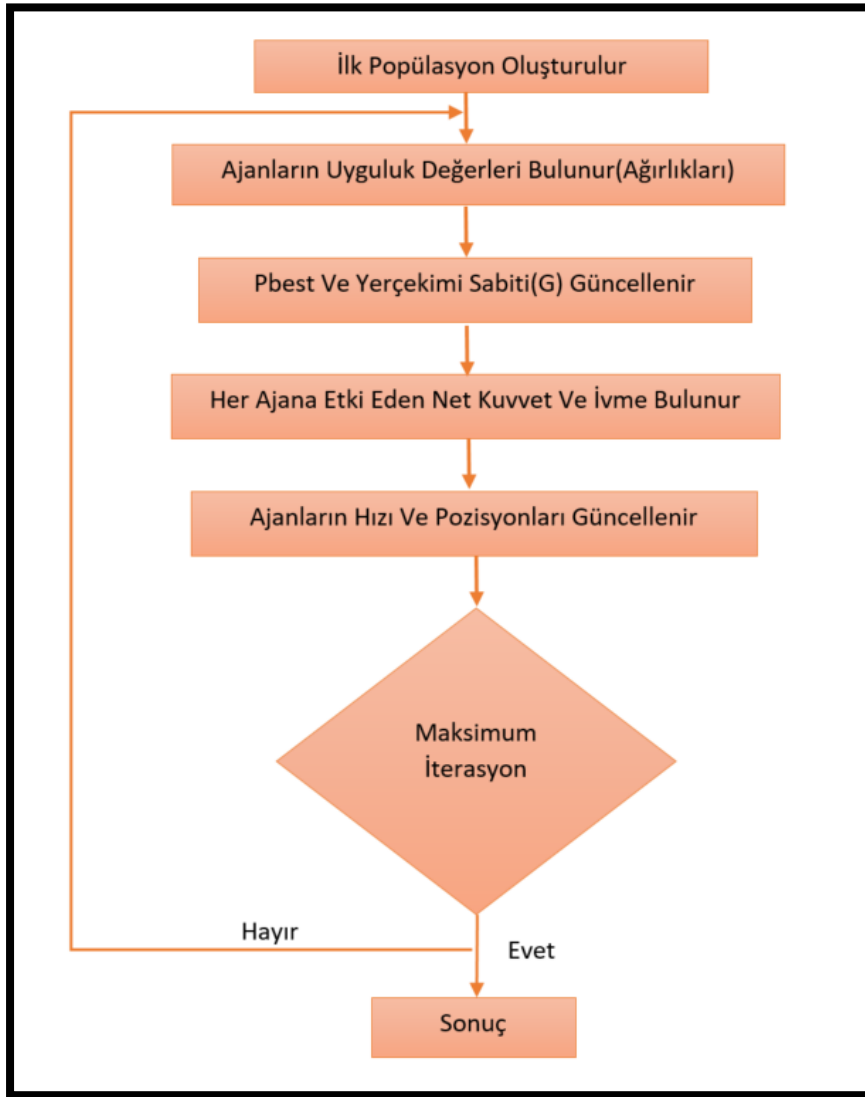 İlk Popülasyon Oluşturulur
Ajanların Uyguluk Değerleri Bulunur(Ağırlıkları)
Pbest Ve Yerçekimi Sabiti(G) Güncellenir
Her Ajana Etki Eden Net Kuvvet Ve İvme Bulunur
Ajanların Hızı Ve Pozisyonları Güncellenir
Maksimum
İterasyon
Hayır
Evet
Sonuç